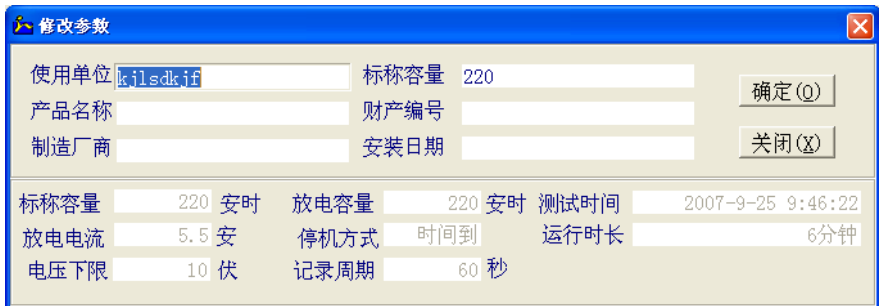 修改参数
使用单位 kjlsdkjf 标称容量 220 确定(O)
产品名称 财产编号
制造厂商 安装日期 关闭(X)
标称容量 220 安时 放电容量 220 安时 测试时间 2007-9-25 9:46:22
放电电流 5.5 安 停机方式 时间到 运行时长 6分钟
电压下限 10 伏 记录周期 60 秒